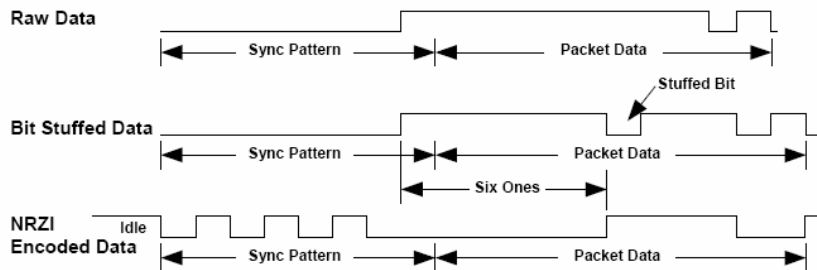 Raw Data
Sync Pattern
Packet Data
Stuffed Bit
Bit Stuffed Data
Sync Pattern
Packet Data
Six Ones
NRZI
Idle
Encoded Data
Sync Pattern
Packet Data